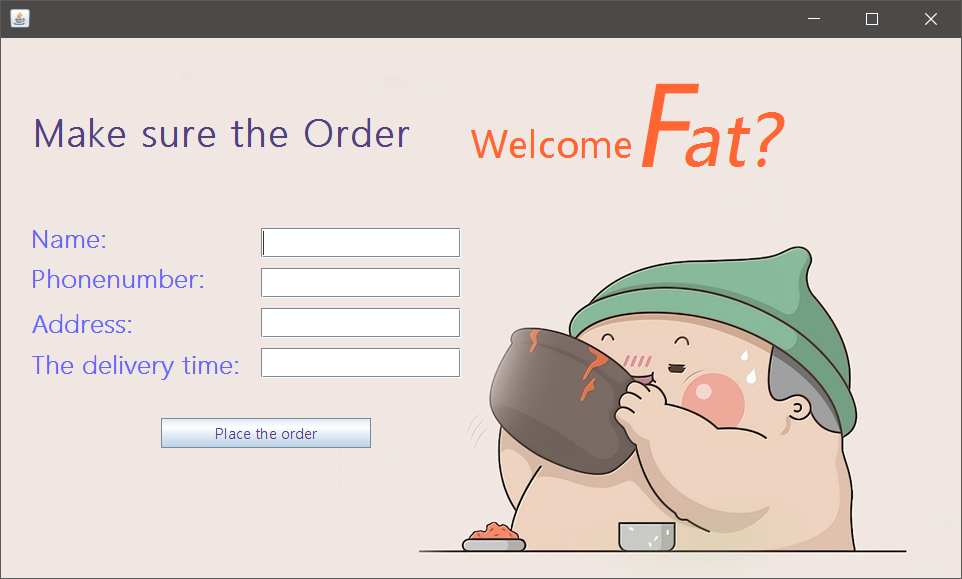 Make sure the Order
Welcome Fat?
Name:
Phonenumber:
Address:
The delivery time:
Place the order